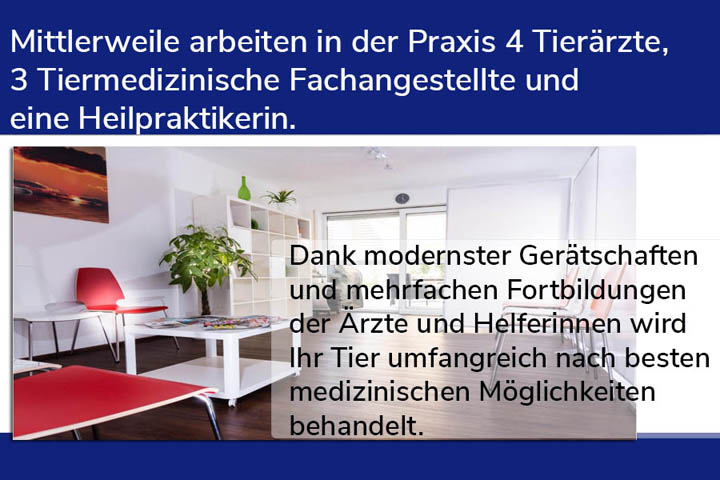 Mittlerweile arbeiten in der Praxis 4 Tierärzte,
3 Tiermedizinische Fachangestellte und
eine Heilpraktikerin.
Dank modernster Gerätschaften
und mehrfachen Fortbildungen
der Ärzte und Helferinnen wird
Ihr Tier umfangreich nach besten
medizinischen Möglichkeiten
behandelt.